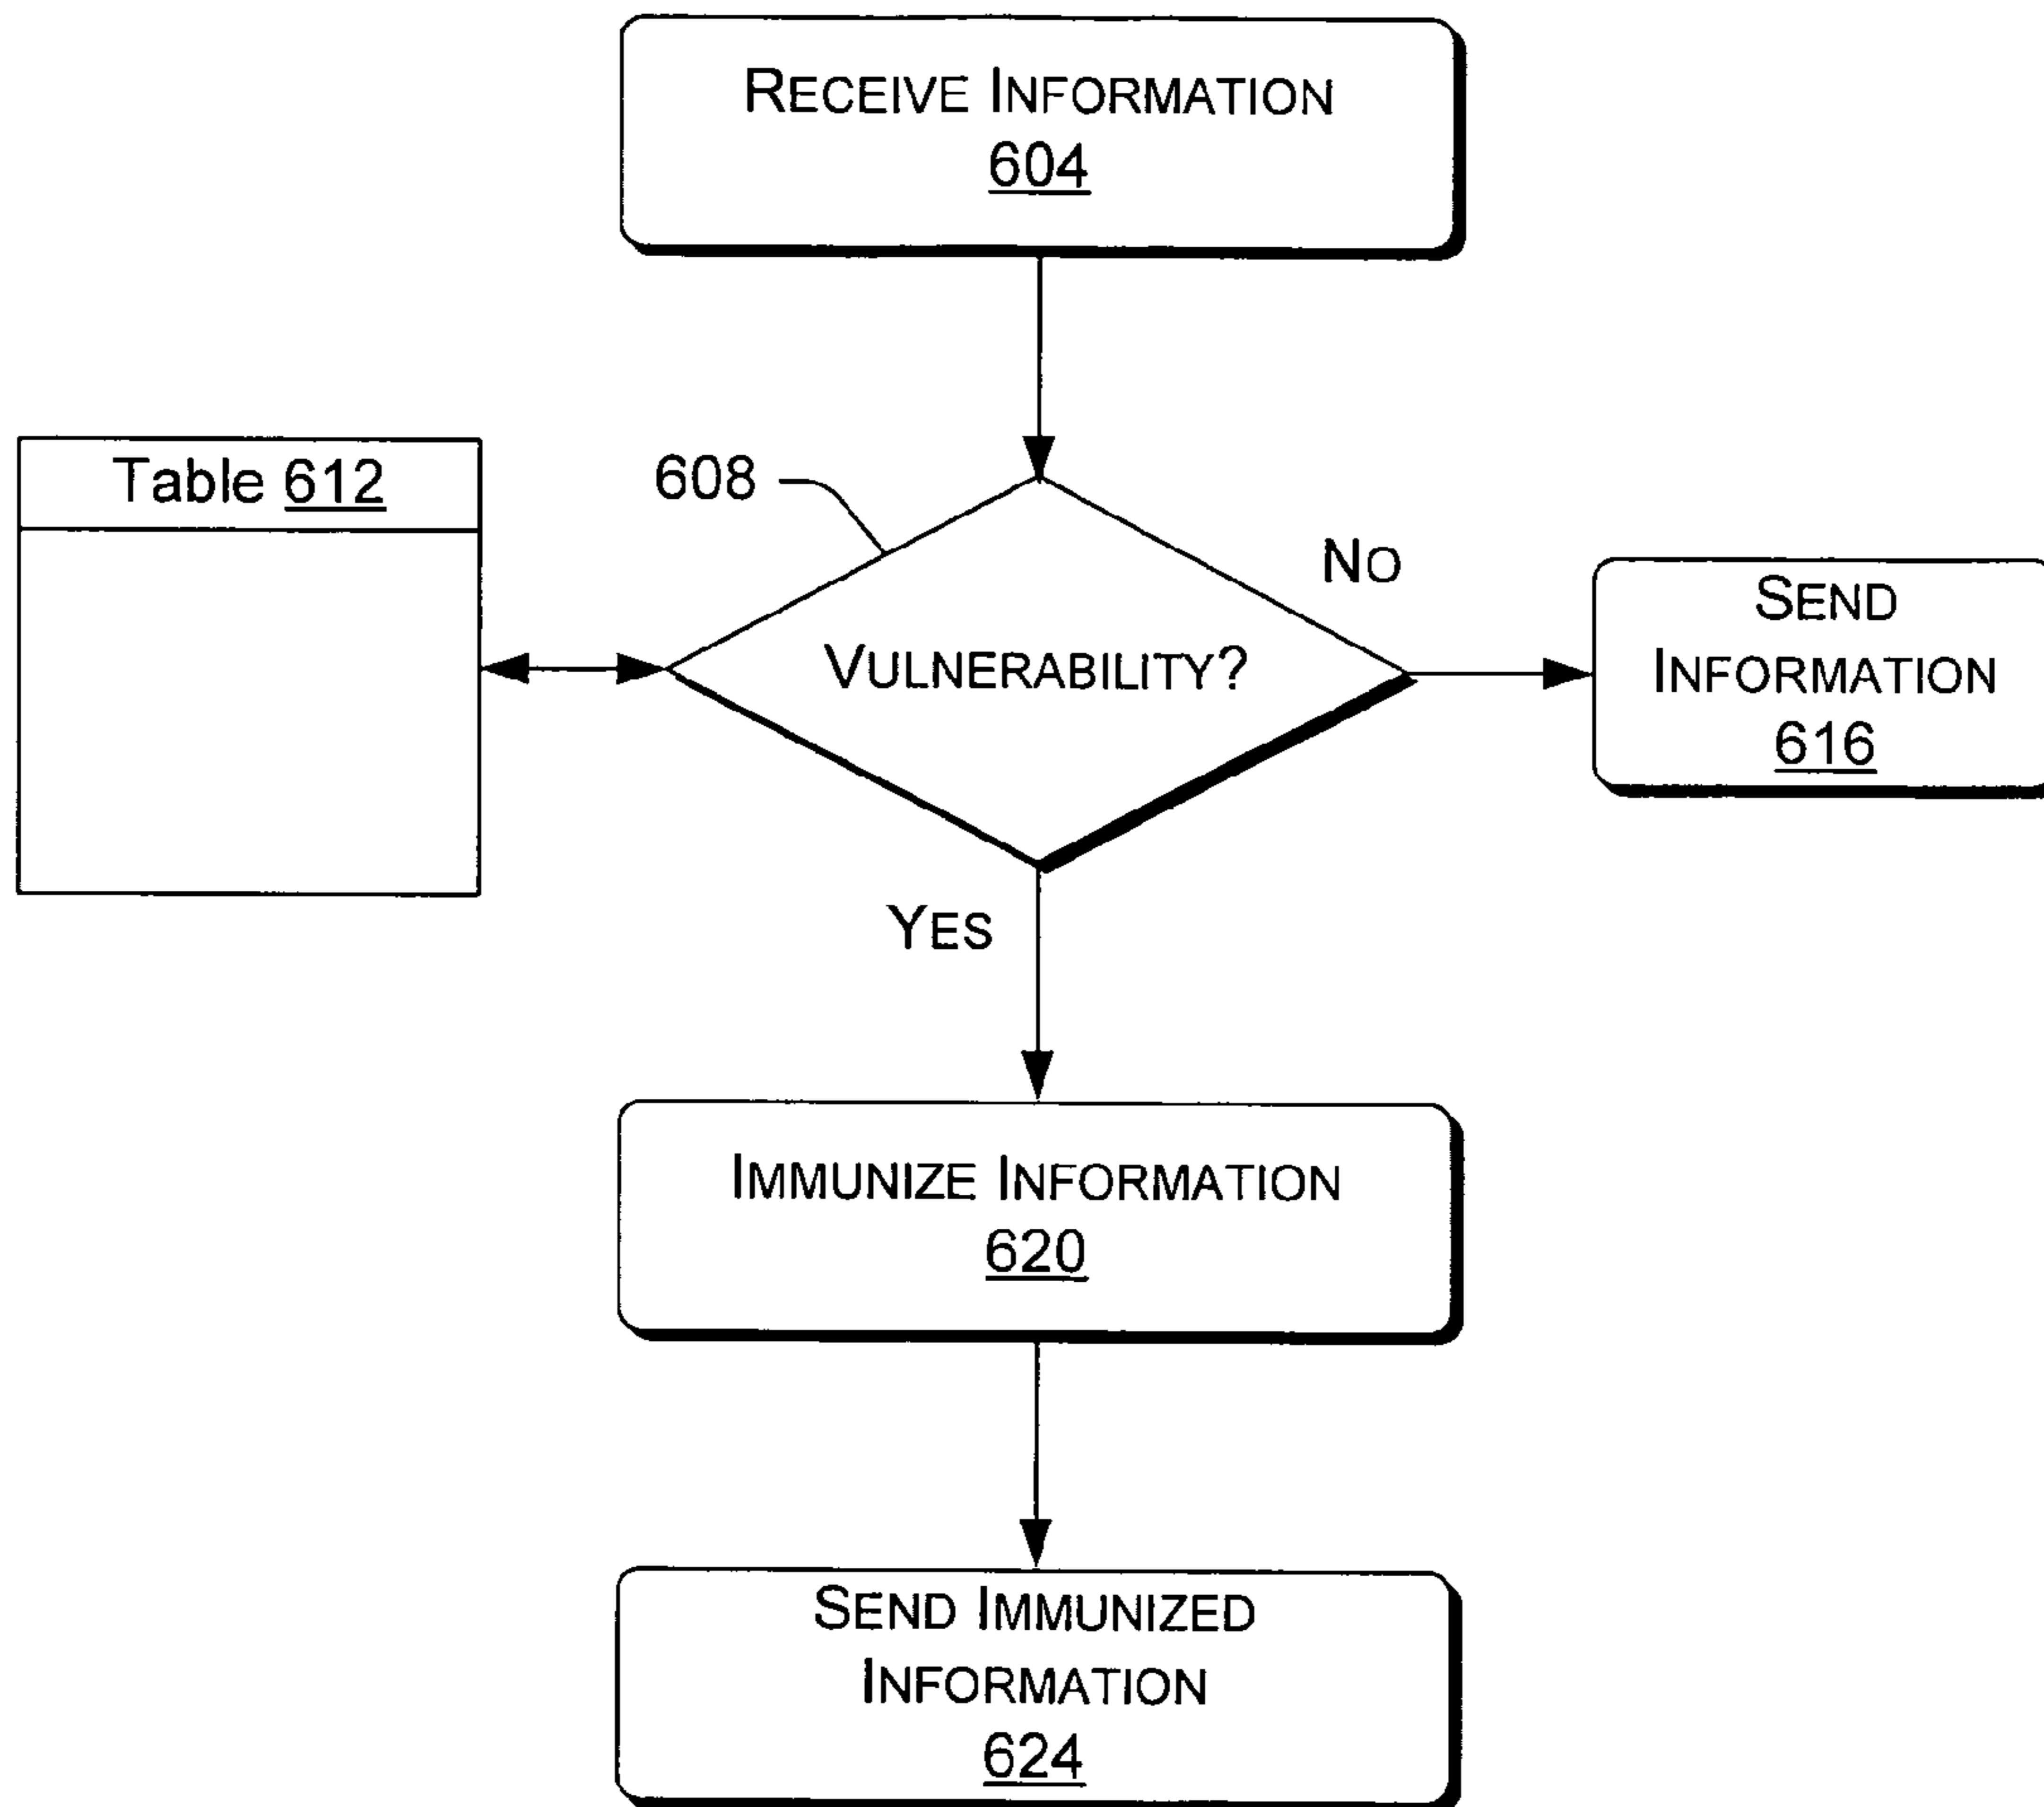 RECEIVE INFORMATION
604
Table 612
608
NO
VULNERABILITY?
SEND
INFORMATION
616
YES
IMMUNIZE INFORMATION
620
SEND IMMUNIZED
INFORMATION
624